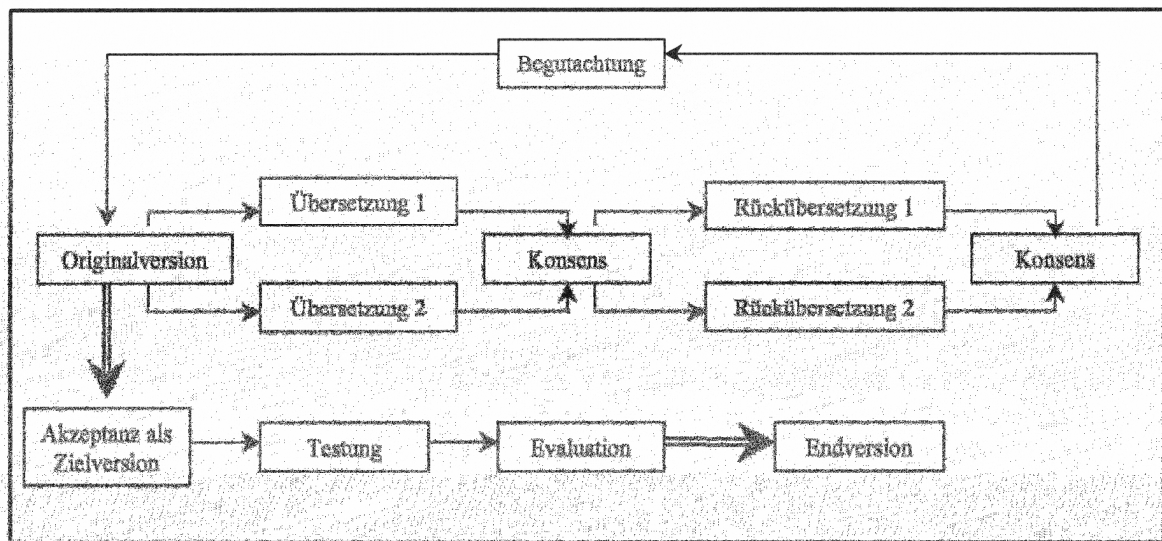 Begutachtung
Übersetzung 1
Rückübersetzung 1
Originalversion
Konsens
Konsens
Übersetzung 2
Rückübersetzung 2
Akzeptanz als
Zielversion
Testung
Evaluation
Endversion